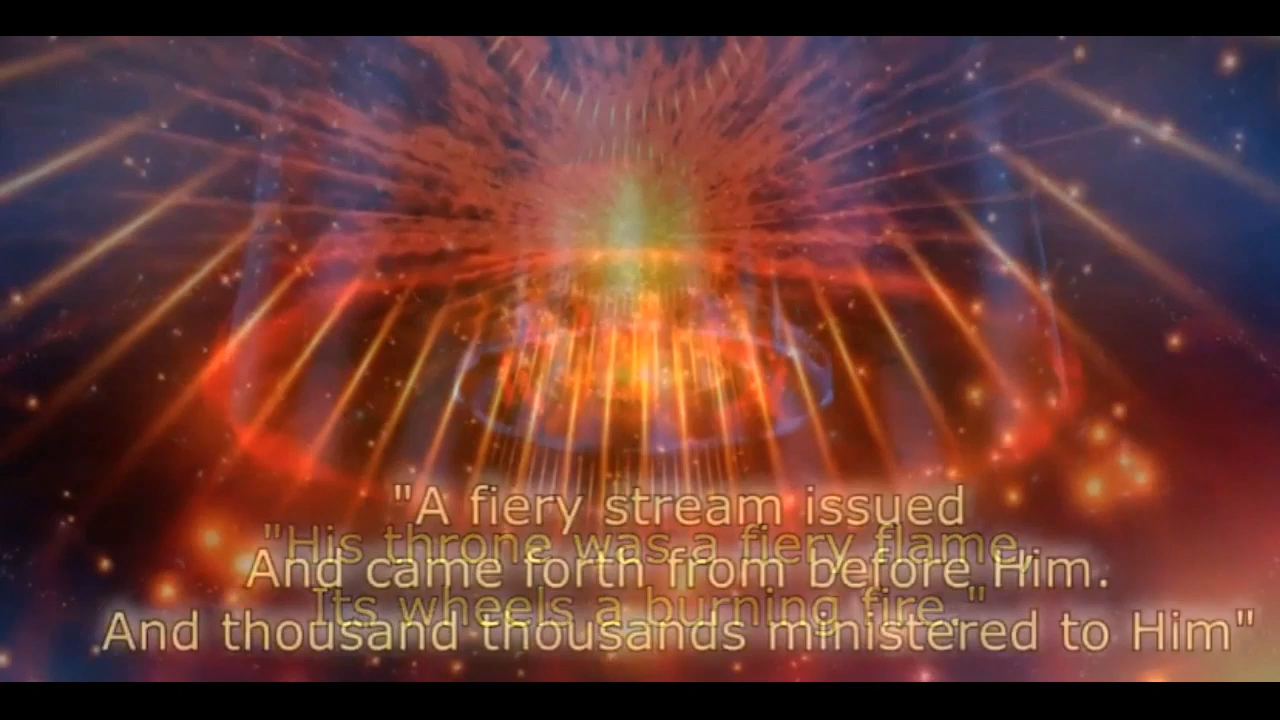 "A fiery stream issued
"His throne was a fiery flame,
And came forth from before Him.
Its wheels a burning fire."
And thousand thousands ministered to Him"